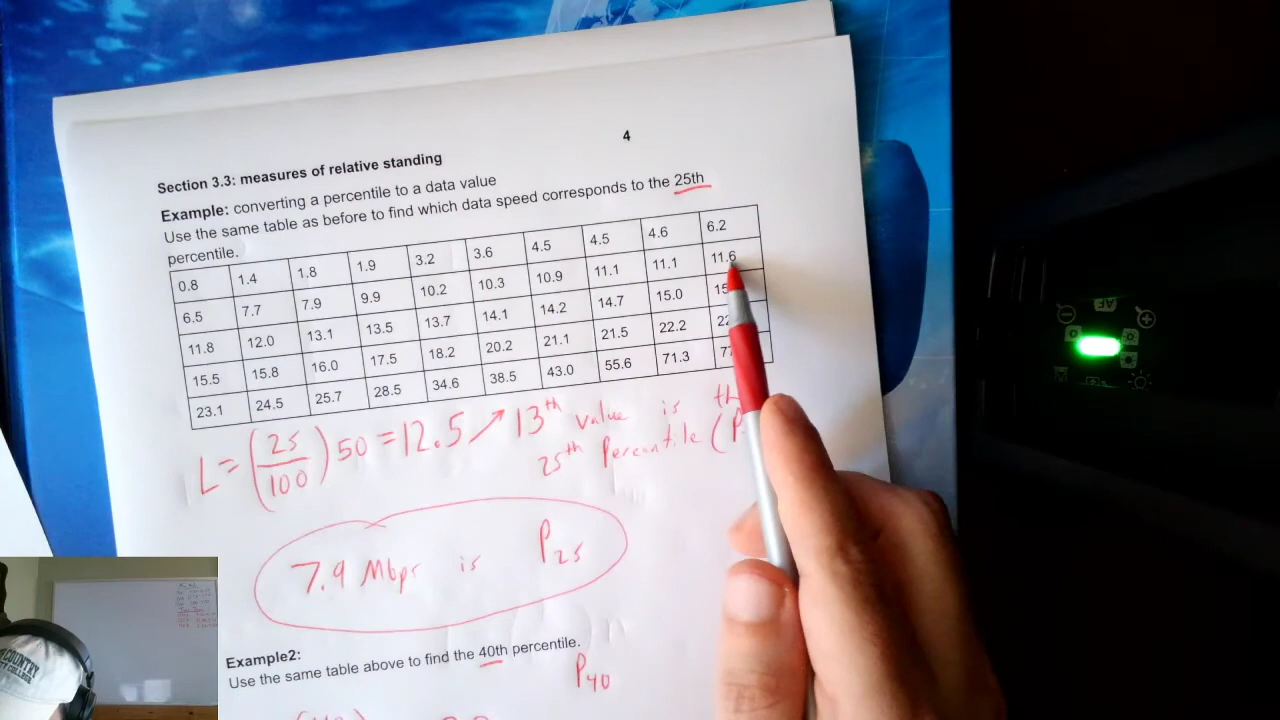 4
Section 3.3: measures of relative standing
Example: converting a percentile to a data value
Use the same table as before to find which data speed corresponds to the 25th
percentile.
0.8 1.4 1.8 1.9 3.2 3.6 4.5 4.5 4.6 6.2
6.5 7.7 7.9 9.9 10.2 10.3 10.9 11.1 11.1 11.6
11.8 12.0 13.1 13.5 13.7 14.1 14.2 14.7 15.0
15.5 15.8 16.0 17.5 18.2 20.2 21.1 21.5 22.2
23.1 24.5 25.7 28.5 34.6 38.5 43.0 55.6 71.3
L = (25/100) 50 = 12.5 ↗ 13th value is
25th Percentile (P
7.9 Mbps is P25
Example2:
Use the same table above to find the 40th percentile.
P40